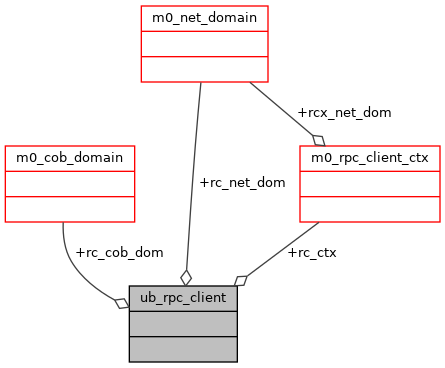 m0_net_domain
+rcx_net_dom
m0_cob_domain
m0_rpc_client_ctx
+rc_net_dom
+rc_cob_dom
+rc_ctx
ub_rpc_client